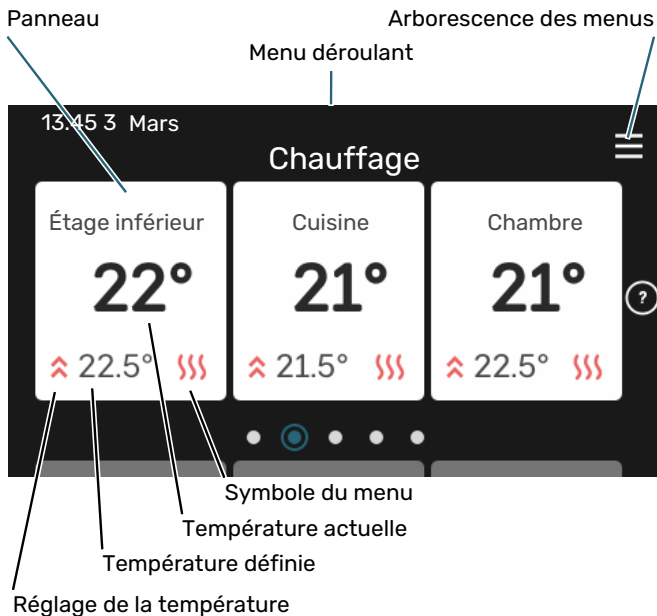 Panneau
Arborescence des menus
Menu déroulant
13.45 3 Mars
Chauffage
Étage inférieur
Cuisine
Chambre
22°
21°
21°
?
22.5°
21.5°
22.5°
Symbole du menu
Température actuelle
Température définie
Réglage de la température